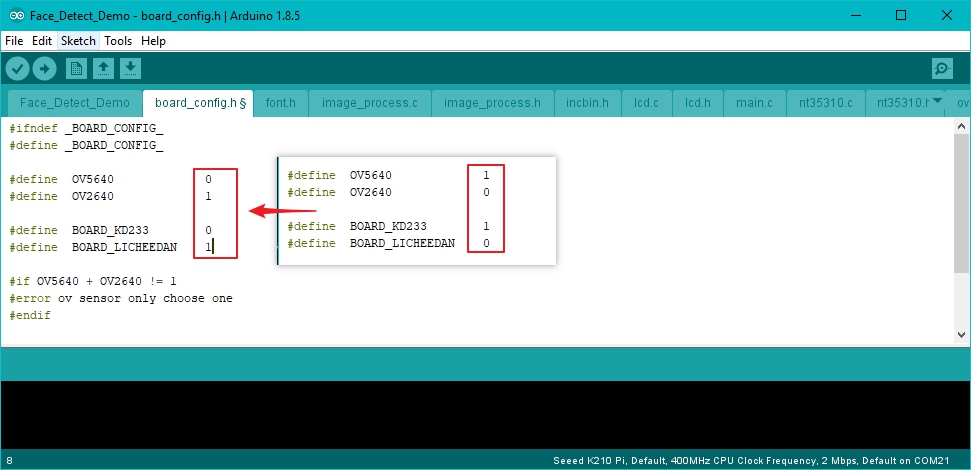 Face_Detect_Demo - board_config.h | Arduino 1.8.5
File Edit Sketch Tools Help
Face_Detect_Demo board_config.h § font.h image_process.c image_process.h incbin.h lcd.c lcd.h main.c nt35310.c nt35310.h ov
#ifndef _BOARD_CONFIG_
#define _BOARD_CONFIG_
#define OV5640 0
#define OV2640 1
#define BOARD_KD233 0
#define BOARD_LICHEEDAN 1
#if OV5640 + OV2640 != 1
#error ov sensor only choose one
#endif
#define OV5640 1
#define OV2640 0
#define BOARD_KD233 1
#define BOARD_LICHEEDAN 0
8 Seeed K210 Pi, Default, 400MHz CPU Clock Frequency, 2 Mbps, Default on COM21